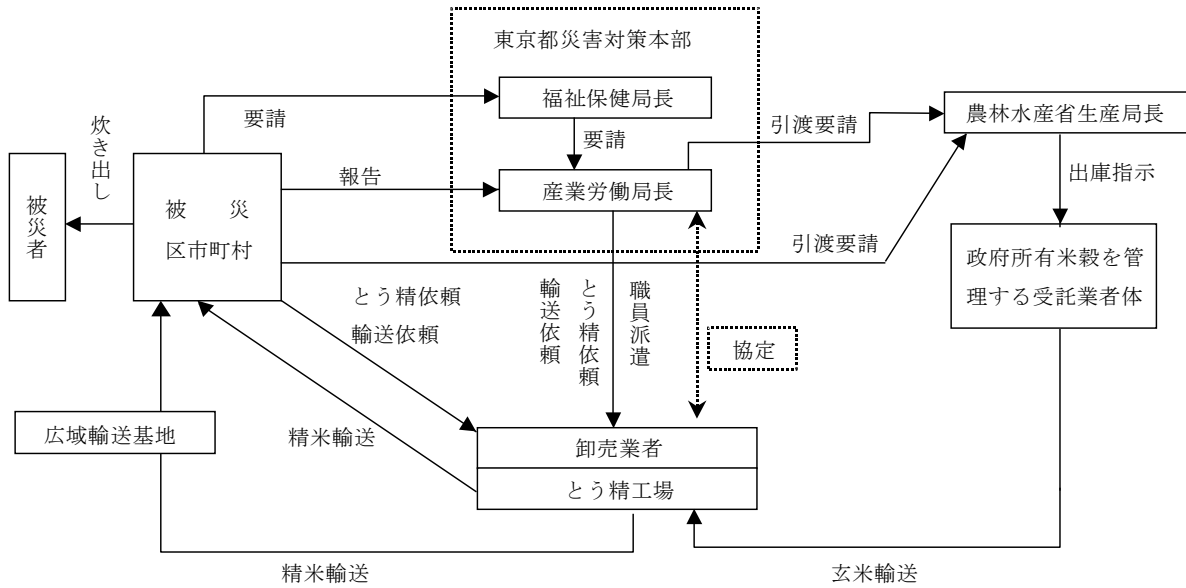 東京都災害対策本部
福祉保健局長
要請
炊き出し
要請
引渡要請
農林水産省生産局長
被災者
被　災
区市町村
報告
産業労働局長
出庫指示
引渡要請
政府所有米穀を管
理する受託業者体
とう精依頼
輸送依頼
職員派遣
とう精依頼
輸送依頼
協定
広域輸送基地
精米輸送
卸売業者
とう精工場
精米輸送
玄米輸送